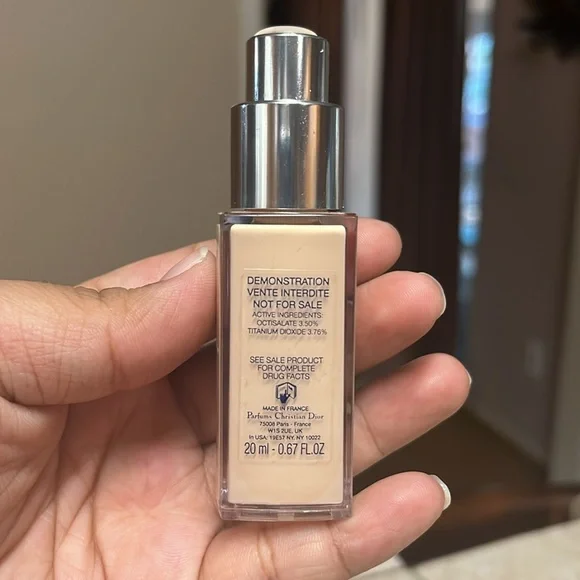 DEMONSTRATION
VENTE INTERDITE
NOT FOR SALE
ACTIVE INGREDIENTS:
OCTISALATE 3.50%
TITANIUM DIOXIDE 3.75%
SEE SALE PRODUCT
FOR COMPLETE
DRUG FACTS
MADE IN FRANCE
Parfums Christian Dior
75008 Paris - France
W1S 2UE, UK
In USA: 19E57 NY, NY 10022
20 ml - 0.67 FL.OZ